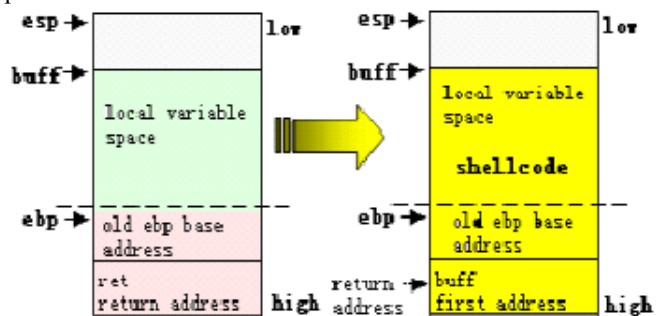 esp
low
buff
local variable
space
ebp
old ebp base
address
ret
return address
high
esp
low
buff
local variable
space
shellcode
ebp
old ebp base
address
return
address
buff
first address
high